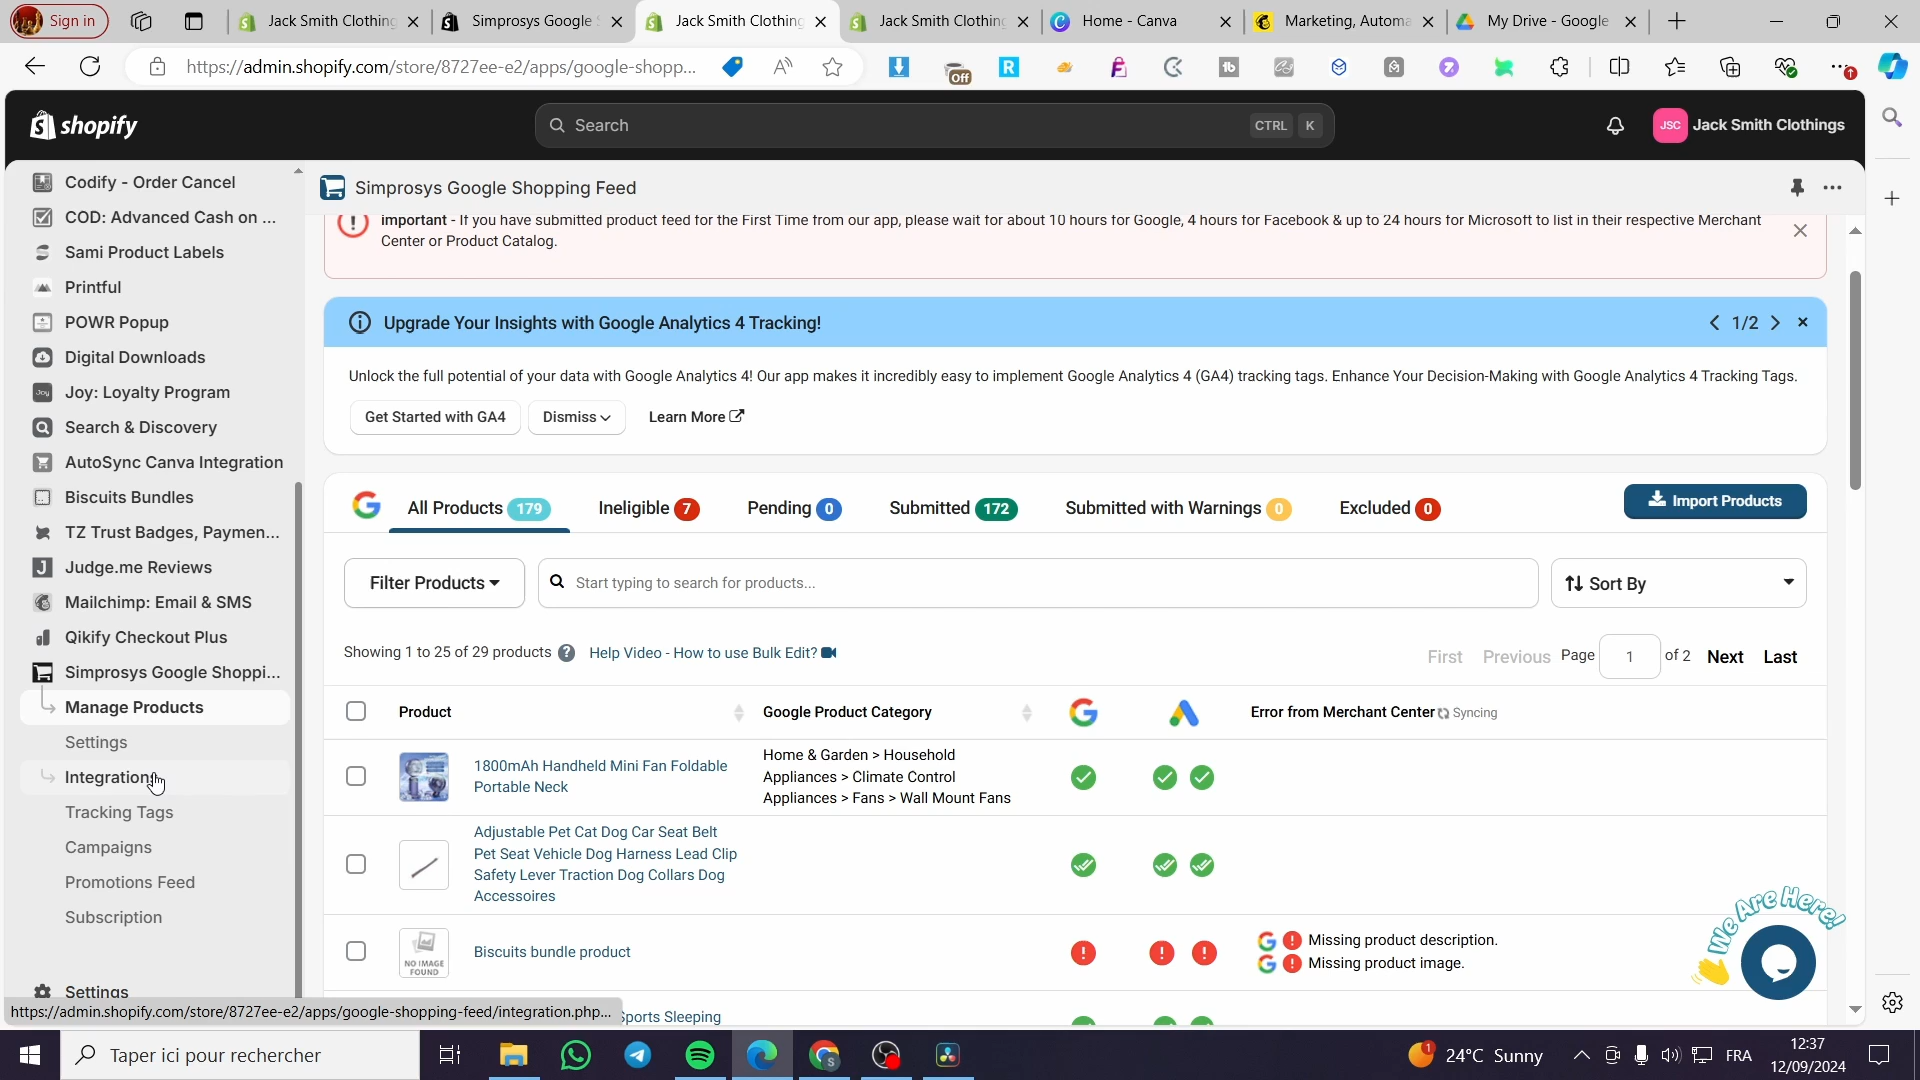 Sign in
Jack Smith Clothing
Simprosys Google S
Jack Smith Clothing
Jack Smith Clothing
Home - Canva
Marketing, Automa
My Drive - Google
https://admin.shopify.com/store/8727ee-e2/apps/google-shopp...
Off
shopify
Search
CTRL
K
JSC
Jack Smith Clothings
Codify - Order Cancel
COD: Advanced Cash on ...
Sami Product Labels
Printful
POWR Popup
Digital Downloads
Joy: Loyalty Program
Search & Discovery
AutoSync Canva Integration
Biscuits Bundles
TZ Trust Badges, Paymen...
Judge.me Reviews
Mailchimp: Email & SMS
Qikify Checkout Plus
Simprosys Google Shoppi...
Manage Products
Settings
Integrations
Tracking Tags
Campaigns
Promotions Feed
Subscription
Settings
https://admin.shopify.com/store/8727ee-e2/apps/google-shopping-feed/integration.php...
Simprosys Google Shopping Feed
Important - If you have submitted product feed for the First Time from our app, please wait for about 10 hours for Google, 4 hours for Facebook & up to 24 hours for Microsoft to list in their respective Merchant
Center or Product Catalog.
Upgrade Your Insights with Google Analytics 4 Tracking!
1/2
Unlock the full potential of your data with Google Analytics 4! Our app makes it incredibly easy to implement Google Analytics 4 (GA4) tracking tags. Enhance Your Decision-Making with Google Analytics 4 Tracking Tags.
Get Started with GA4
Dismiss
Learn More
All Products 179
Ineligible 7
Pending 0
Submitted 172
Submitted with Warnings 0
Excluded 0
Import Products
Filter Products
Start typing to search for products...
Sort By
Showing 1 to 25 of 29 products
Help Video - How to use Bulk Edit?
First
Previous
Page
1
of 2
Next
Last
Product
Google Product Category
Error from Merchant Center
Syncing
1800mAh Handheld Mini Fan Foldable
Portable Neck
Home & Garden > Household
Appliances > Climate Control
Appliances > Fans > Wall Mount Fans
Adjustable Pet Cat Dog Car Seat Belt
Pet Seat Vehicle Dog Harness Lead Clip
Safety Lever Traction Dog Collars Dog
Accessoires
NO IMAGE
FOUND
Biscuits bundle product
Missing product description.
Missing product image.
Sports Sleeping
We Are Here!
Taper ici pour rechercher
24°C Sunny
FRA
12:37
12/09/2024